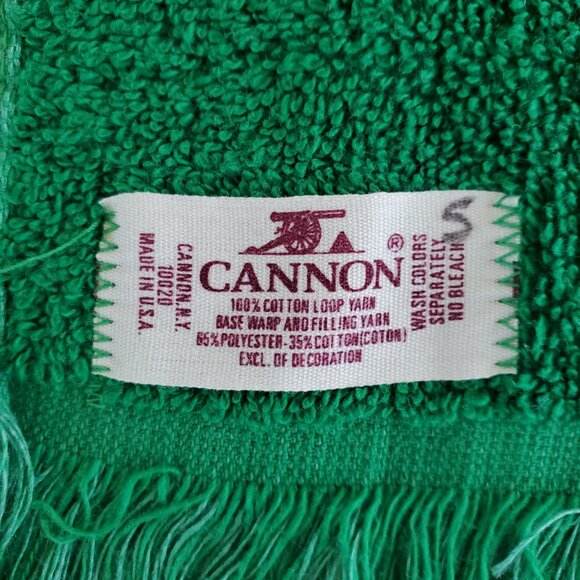 CANNON, N.Y.
10020
MADE IN U.S.A.
CANNON®
100% COTTON LOOP YARN
BASE WARP AND FILLING YARN
65% POLYESTER-35% COTTON(COTON)
EXCL. OF DECORATION
WASH COLORS
SEPARATELY
NO BLEACH
S